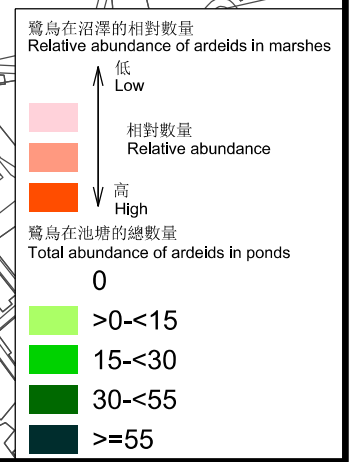 鷺鳥在沼澤的相對數量
Relative abundance of ardeids in marshes
低
Low
相對數量
Relative abundance
高
High
鷺鳥在池塘的總數量
Total abundance of ardeids in ponds
0
>0-<15
15-<30
30-<55
>=55